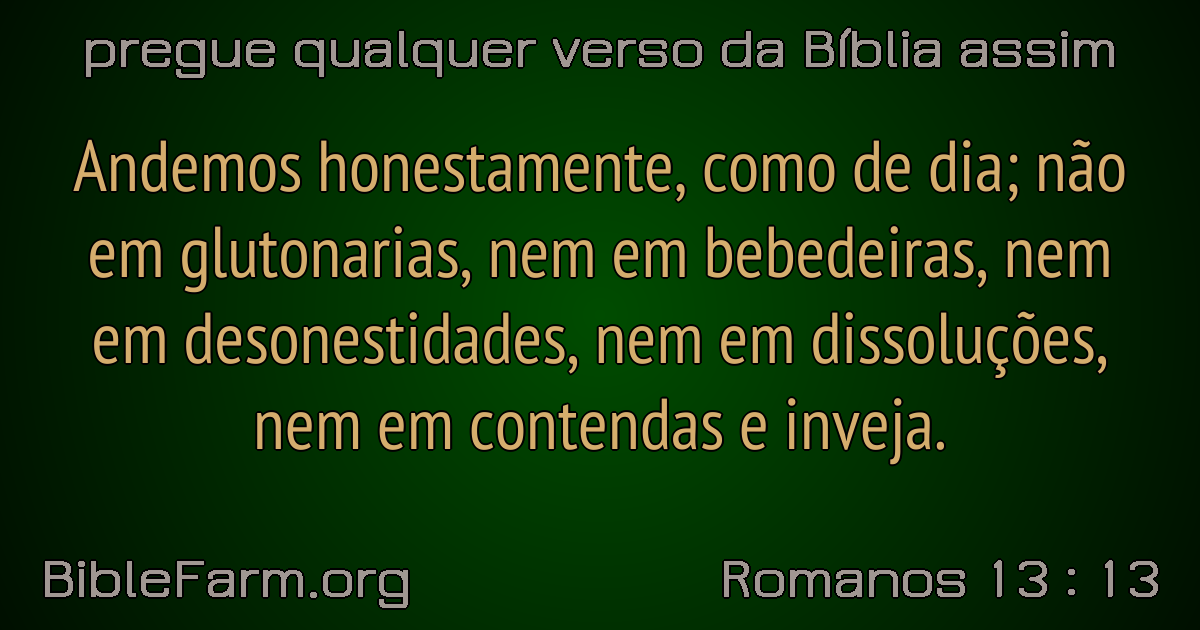 pregue qualquer verso da Bíblia assim
Andemos honestamente, como de dia; não
em glutonarias, nem em bebedeiras, nem
em desonestidades, nem em dissoluções,
nem em contendas e inveja.
BibleFarm.org
Romanos 13 : 13